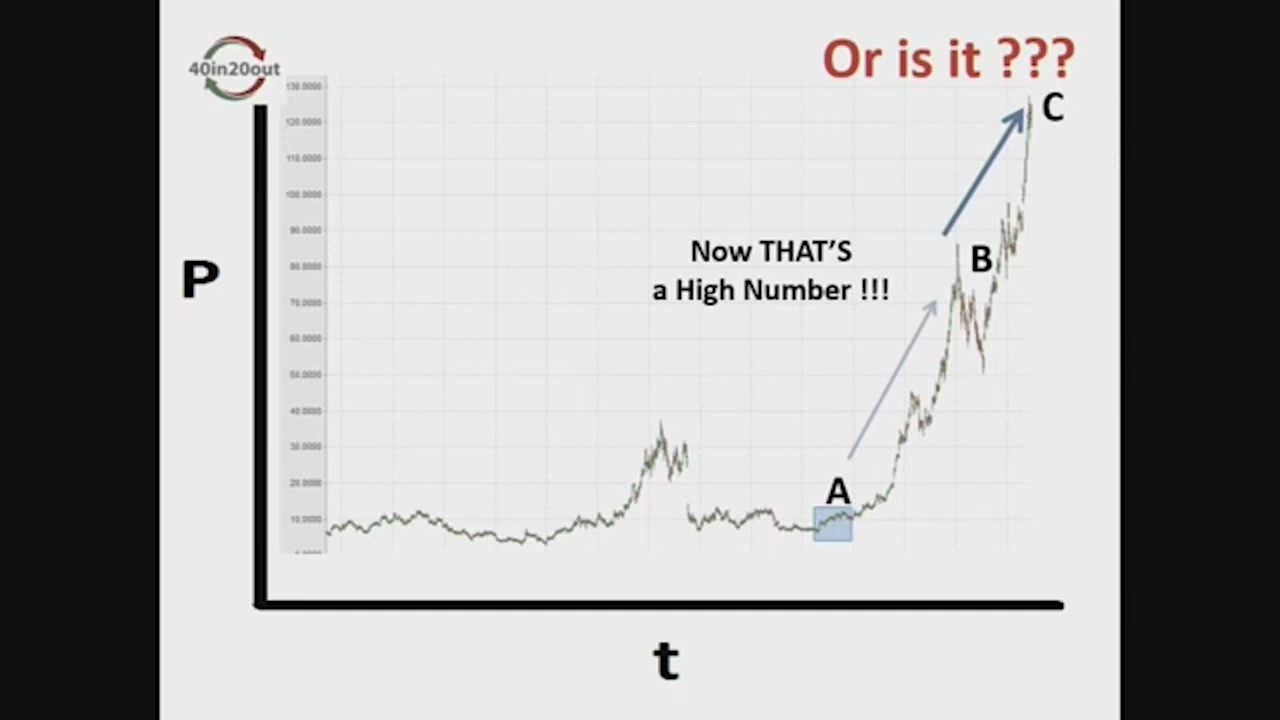 Or is it ???
40in20out
130.0000
C
120.0000
110.0000
100.0000
90.0000
Now THAT'S
a High Number !!!
B
P
80.0000
70.0000
60.0000
50.0000
40.0000
30.0000
20.0000
A
10.0000
t